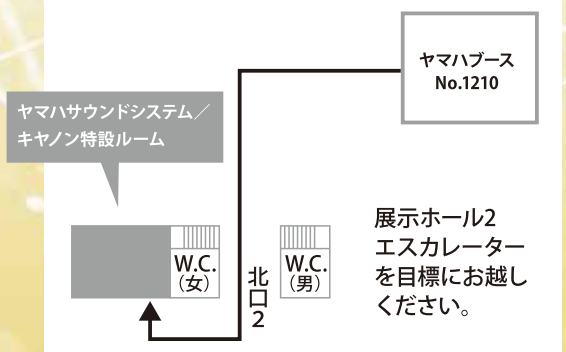 ヤマハブース
No.1210
ヤマハサウンドシステム／
キヤノン特設ルーム
展示ホール2
エスカレーター
を目標にお越し
ください。
W.C.
（女）
北口2
W.C.
（男）